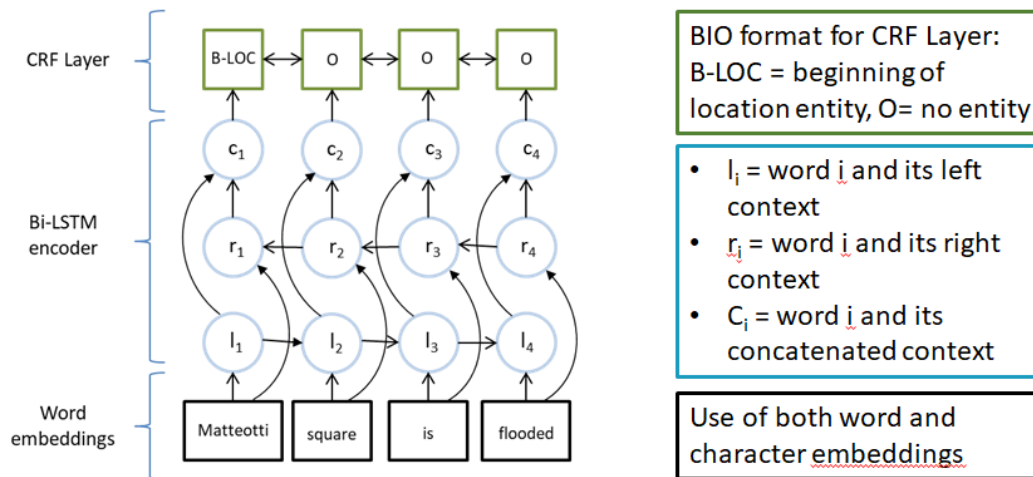 CRF Layer
B-LOC
O
O
O
c1
c2
c3
c4
Bi-LSTM
encoder
r1
r2
r3
r4
l1
l2
l3
l4
Word
embeddings
Matteotti
square
is
flooded
BIO format for CRF Layer:
B-LOC = beginning of
location entity, O= no entity
• li = word i and its left
context
• ri = word i and its right
context
• Ci = word i and its
concatenated context
Use of both word and
character embeddings